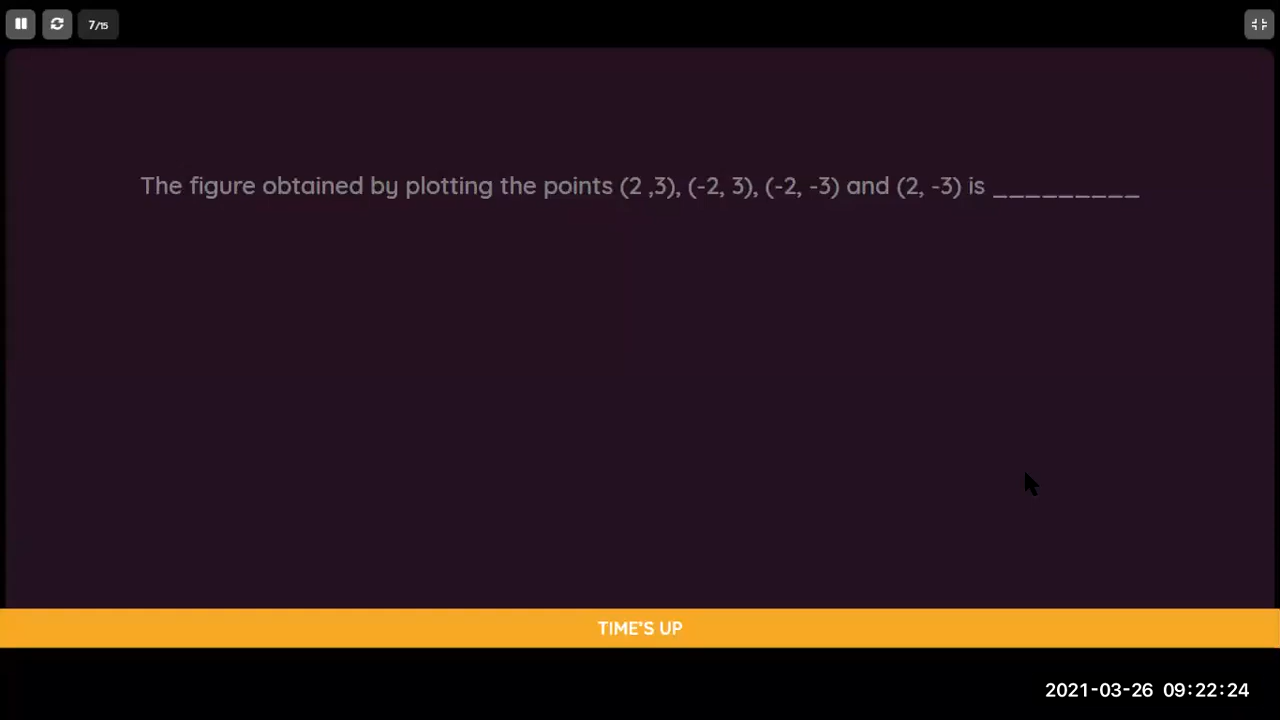 7/15
The figure obtained by plotting the points (2 ,3), (-2, 3), (-2, -3) and (2, -3) is _________
TIME'S UP
2021-03-26 09:22:24